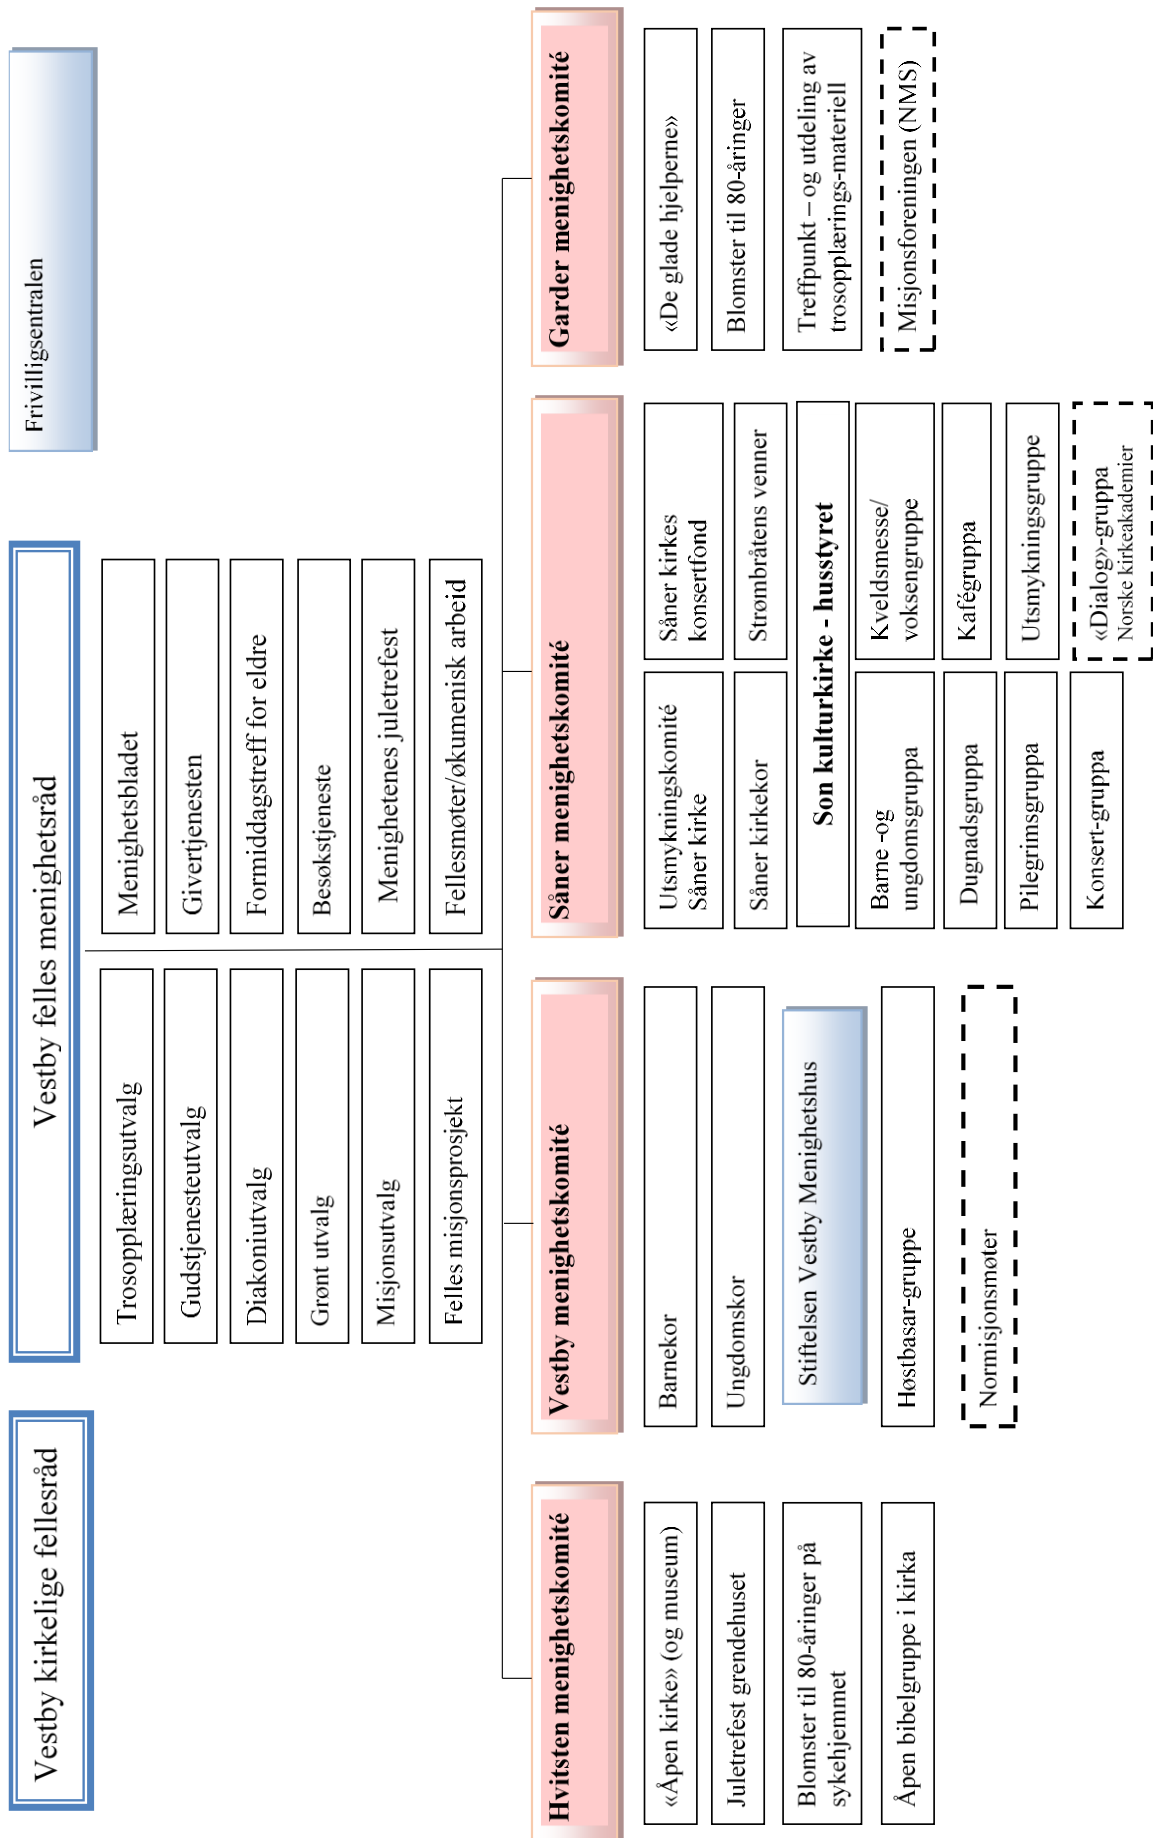 Vestby kirkelige fellesråd
Vestby felles menighetsråd
Frivilligsentralen
Trosopplæringsutvalg
Gudstjenesteutvalg
Diakoniutvalg
Grønt utvalg
Misjonsutvalg
Felles misjonsprosjekt
Menighetsbladet
Givertjenesten
Formiddagstreff for eldre
Besøkstjeneste
Menighetenes juletrefest
Fellesmøter/økumenisk arbeid
Hvitsten menighetskomité
«Åpen kirke» (og museum)
Juletrefest grendehuset
Blomster til 80-åringer på
sykehjemmet
Åpen bibelgruppe i kirka
Vestby menighetskomité
Barnekor
Ungdomskor
Stiftelsen Vestby Menighetshus
Høstbasar-gruppe
Normisjonsmøter
Såner menighetskomité
Utsmykningskomité
Såner kirke
Såner kirkekor
Såner kirkes
konsertfond
Strømbråtens venner
Son kulturkirke - husstyret
Barne -og
ungdomsgruppa
Dugnadsgruppa
Pilegrimsgruppa
Konsert-gruppa
Kveldsmesse/
voksengruppe
Kafégruppa
Utsmykningsgruppe
«Dialog»-gruppa
Norske kirkeakademier
Garder menighetskomité
«De glade hjelperne»
Blomster til 80-åringer
Treffpunkt – og utdeling av
trosopplærings-materiell
Misjonsforeningen (NMS)